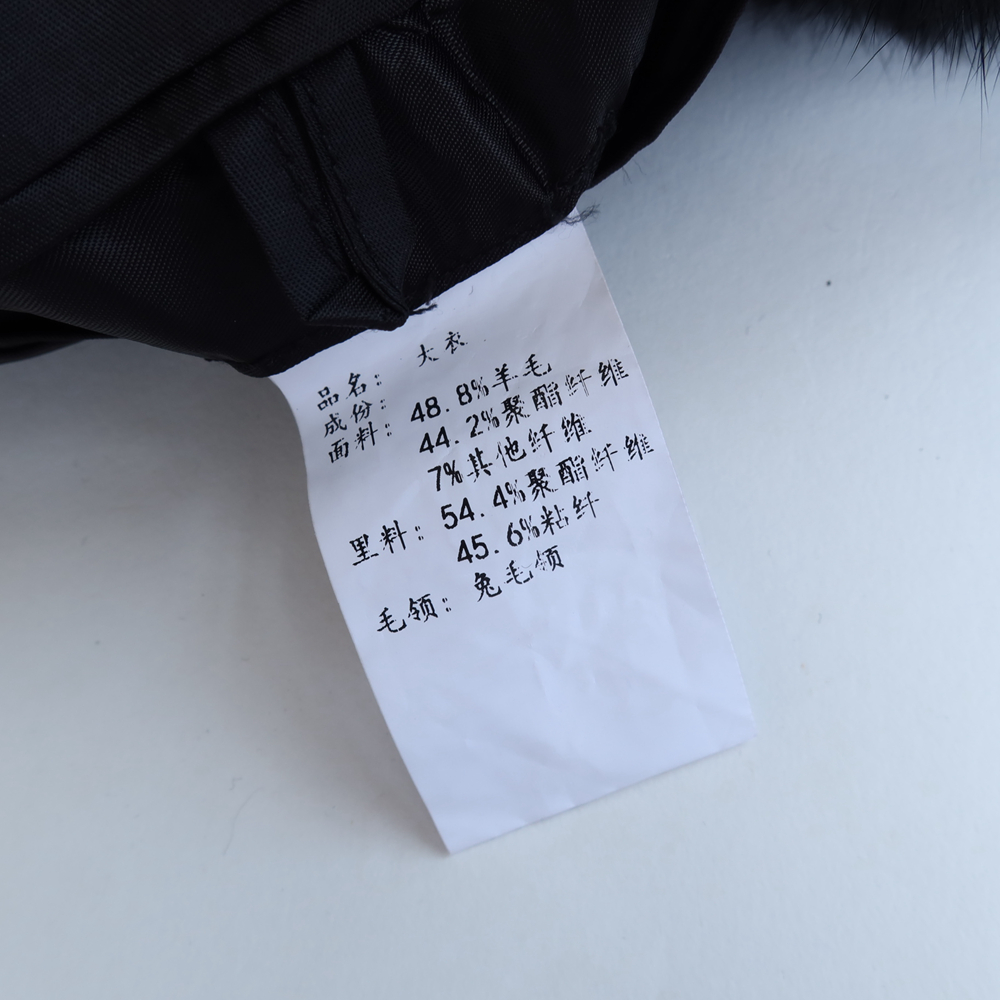 品名: 大衣
成份:
面料: 48.8%羊毛
44.2%聚酯纤维
7%其他纤维
里料: 54.4%聚酯纤维
45.6%粘纤
毛领: 兔毛领